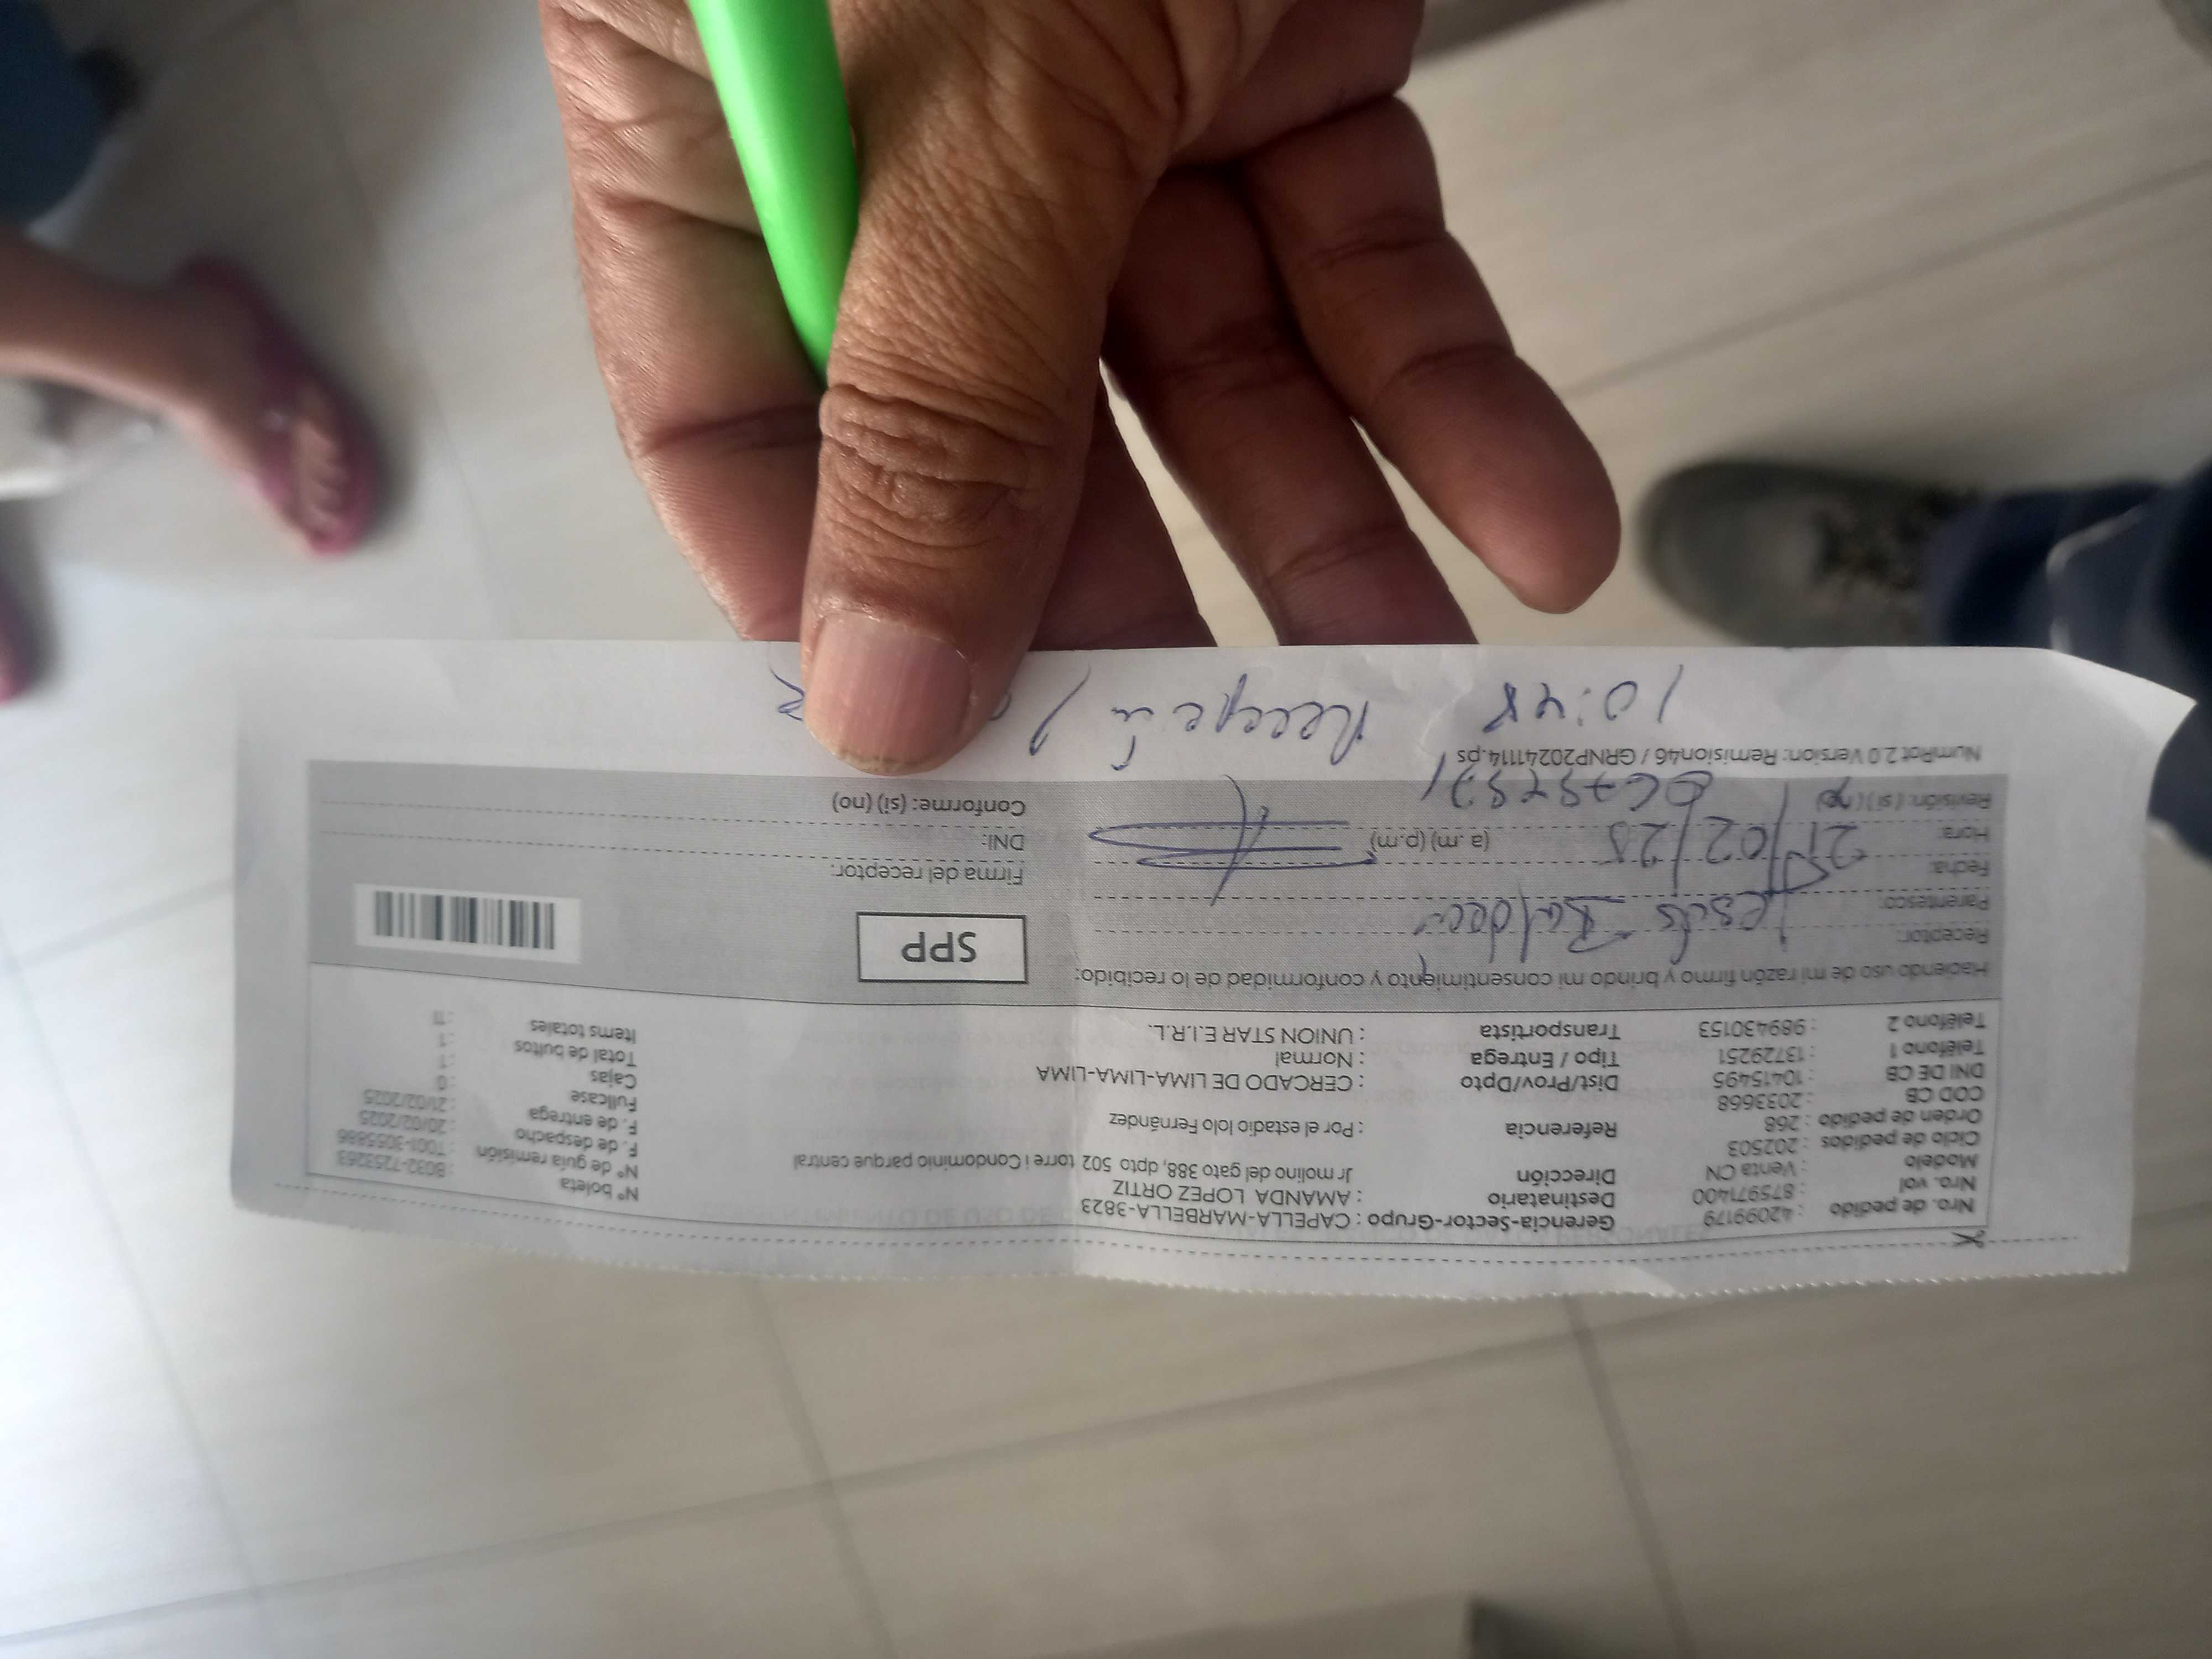 Nro. de pedido : 42099179
Nro. vol : 875971400
Modelo : Venta CN
Ciclo de pedidos : 202503
Orden de pedido : 268
COD CB : 2033668
DNI DE CB : 10415495
Teléfono 1 : 13729251
Teléfono 2 : 989430153
Gerencia-Sector-Grupo : CAPELLA-MARBELLA-3823
Destinatario : AMANDA LOPEZ ORTIZ
Dirección Jr molino del gato 388, dpto 502 torre i Condominio parque central
Referencia : Por el estadio lolo Fernández
Dist/Prov/Dpto : CERCADO DE LIMA-LIMA-LIMA
Tipo / Entrega : Normal
Transportista : UNION STAR E.I.R.L.
N° boleta : B032-7253263
N° de guía remisión : T001-3055886
F. de despacho : 20/02/2025
F. de entrega : 21/02/2025
Fullcase : 0
Cajas : 1
Total de bultos : 1
Items totales : 11
Haciendo uso de mi razón firmo y brindo mi consentimiento y conformidad de lo recibido:
Receptor:
Parentesco: Jesús
Fecha:
Hora: 21/02/25 (a.m) (p.m)
Revisión: (si) (no)
SPP
Firma del receptor:
DNI:
Conforme: (si) (no)
NumRot 2.0 Version: Remision46 / GRNP20241114.ps
10:48